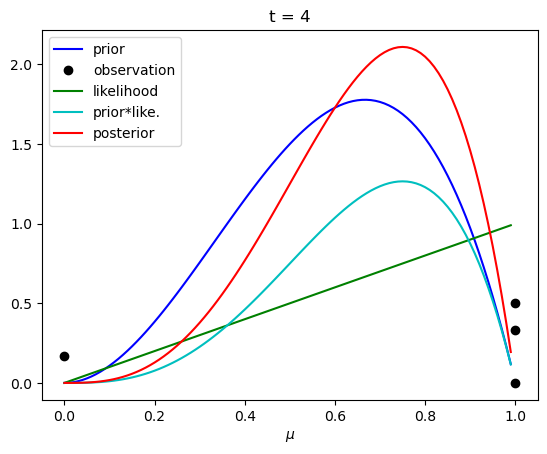 t = 4
prior
observation
likelihood
prior*like.
posterior
2.0
1.5
1.0
0.5
0.0
0.0 0.2 0.4 0.6 0.8 1.0
μ